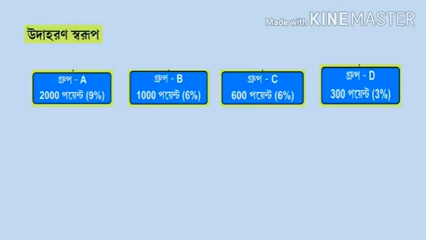 Made with KINEMASTER
উদাহরণ স্বরূপ
গ্রুপ - A
2000 পয়েন্ট (9%)
গ্রুপ - B
1000 পয়েন্ট (6%)
গ্রুপ - C
600 পয়েন্ট (6%)
গ্রুপ - D
300 পয়েন্ট (3%)